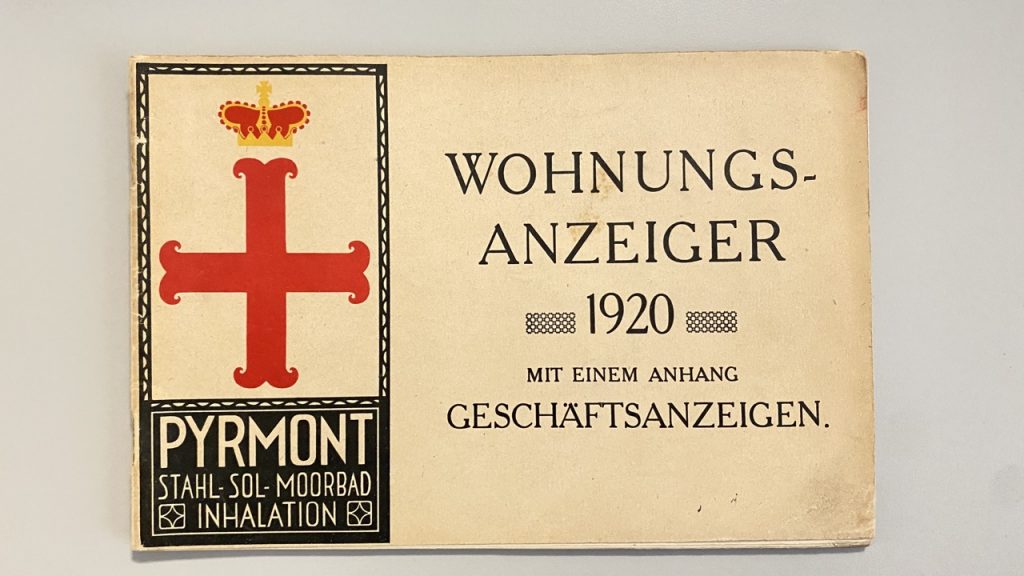 PYRMONT
STAHL-SOL-MOORBAD
INHALATION
WOHNUNGS-
ANZEIGER
1920
MIT EINEM ANHANG
GESCHÄFTSANZEIGEN.